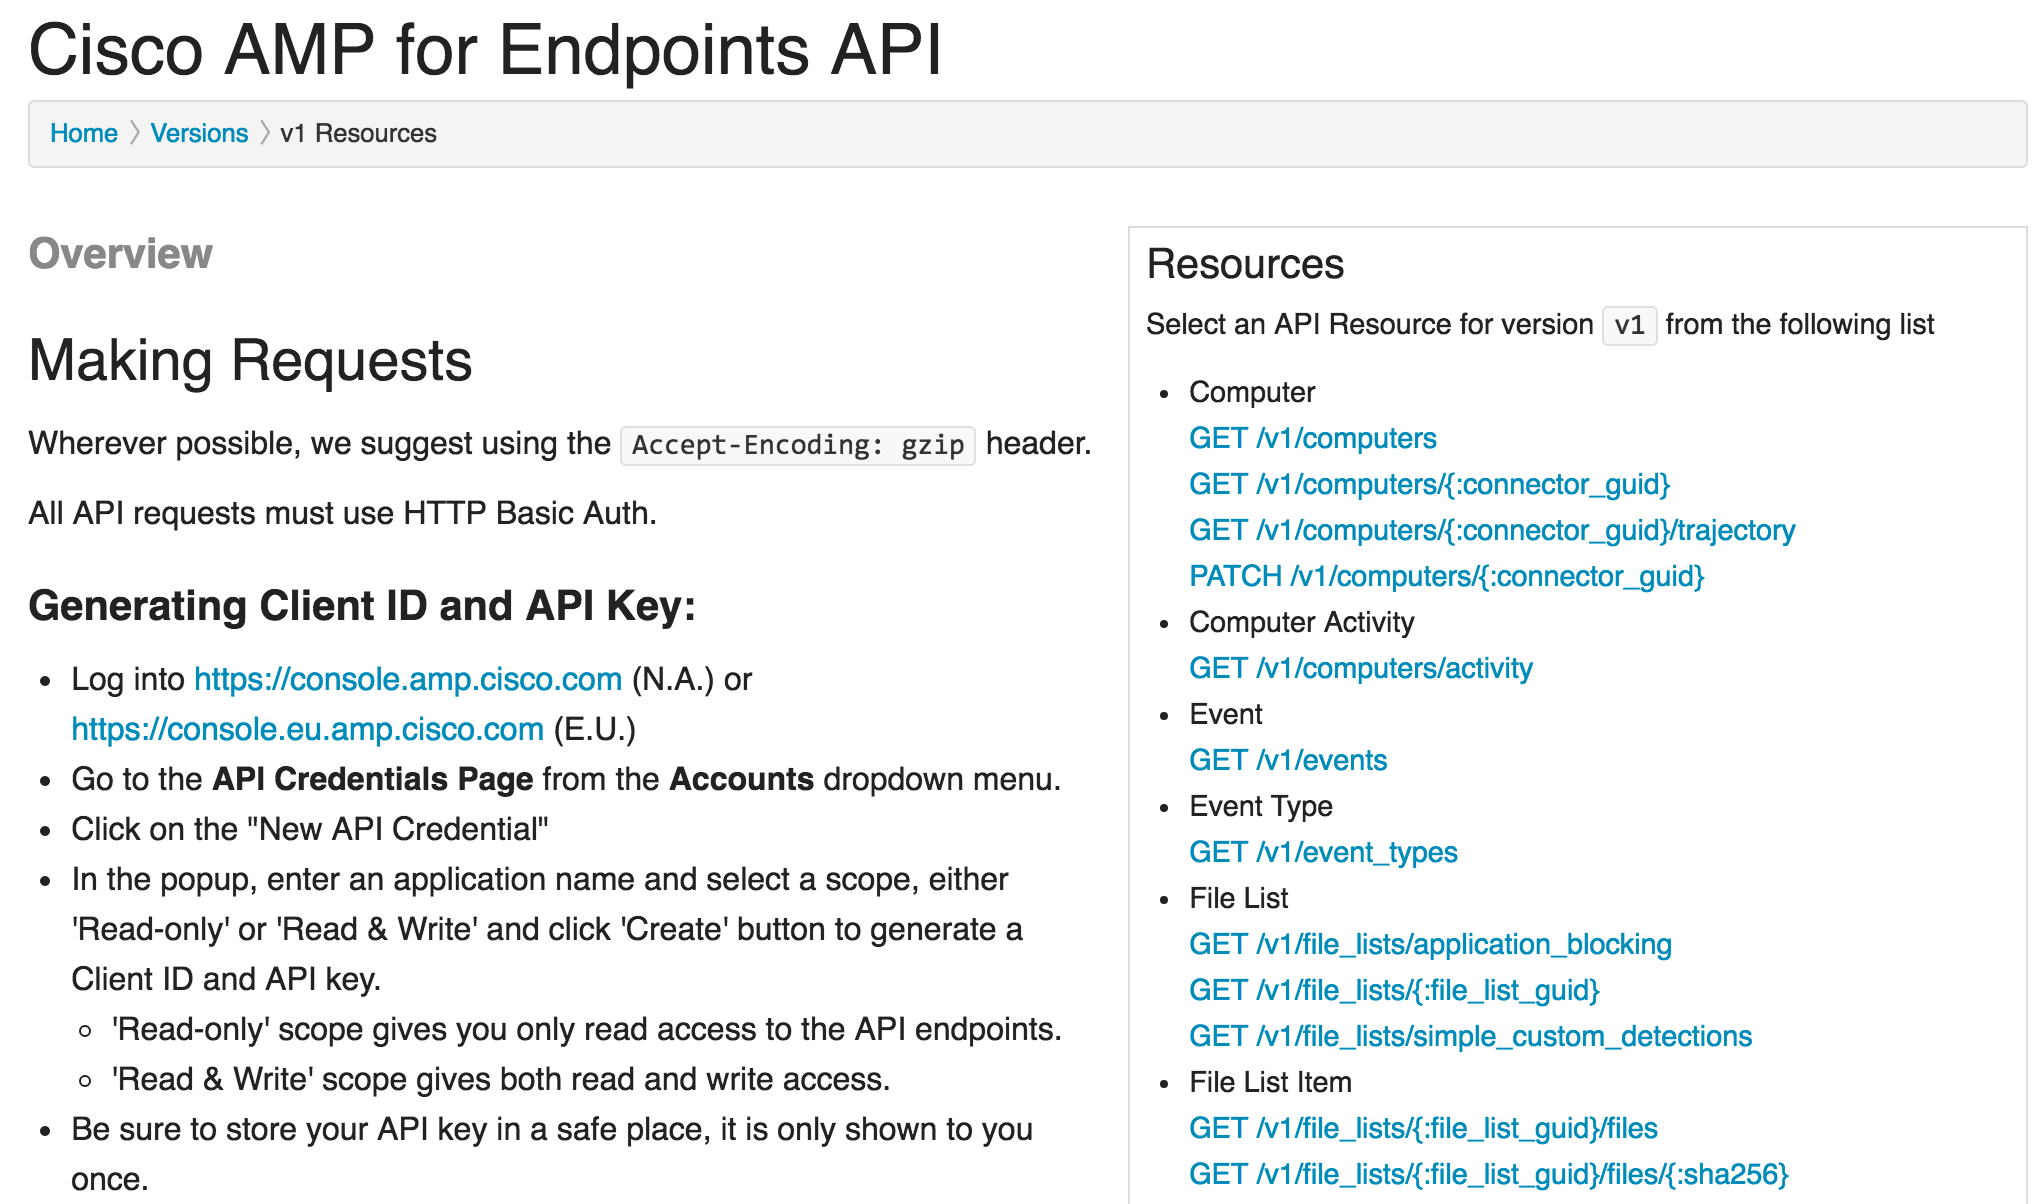 Cisco AMP for Endpoints API
Home 〉 Versions 〉 v1 Resources
Overview
Making Requests
Wherever possible, we suggest using the Accept-Encoding: gzip header.
All API requests must use HTTP Basic Auth.
Generating Client ID and API Key:
• Log into https://console.amp.cisco.com (N.A.) or
https://console.eu.amp.cisco.com (E.U.)
• Go to the API Credentials Page from the Accounts dropdown menu.
• Click on the "New API Credential"
• In the popup, enter an application name and select a scope, either
'Read-only' or 'Read & Write' and click 'Create' button to generate a
Client ID and API key.
◦ 'Read-only' scope gives you only read access to the API endpoints.
◦ 'Read & Write' scope gives both read and write access.
• Be sure to store your API key in a safe place, it is only shown to you
once.
Resources
Select an API Resource for version v1 from the following list
• Computer
GET /v1/computers
GET /v1/computers/{:connector_guid}
GET /v1/computers/{:connector_guid}/trajectory
PATCH /v1/computers/{:connector_guid}
• Computer Activity
GET /v1/computers/activity
• Event
GET /v1/events
• Event Type
GET /v1/event_types
• File List
GET /v1/file_lists/application_blocking
GET /v1/file_lists/{:file_list_guid}
GET /v1/file_lists/simple_custom_detections
• File List Item
GET /v1/file_lists/{:file_list_guid}/files
GET /v1/file_lists/{:file_list_guid}/files/{:sha256}